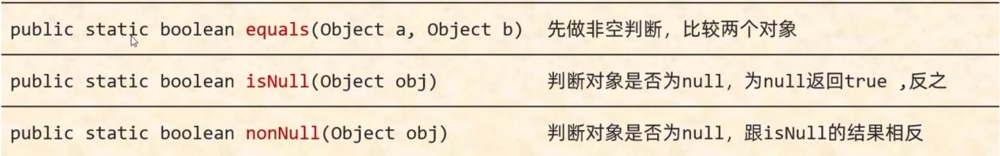 public static boolean equals(Object a, Object b) 先做非空判断，比较两个对象
public static boolean isNull(Object obj) 判断对象是否为null，为null返回true ,反之
public static boolean nonNull(Object obj) 判断对象是否为null，跟isNull的结果相反